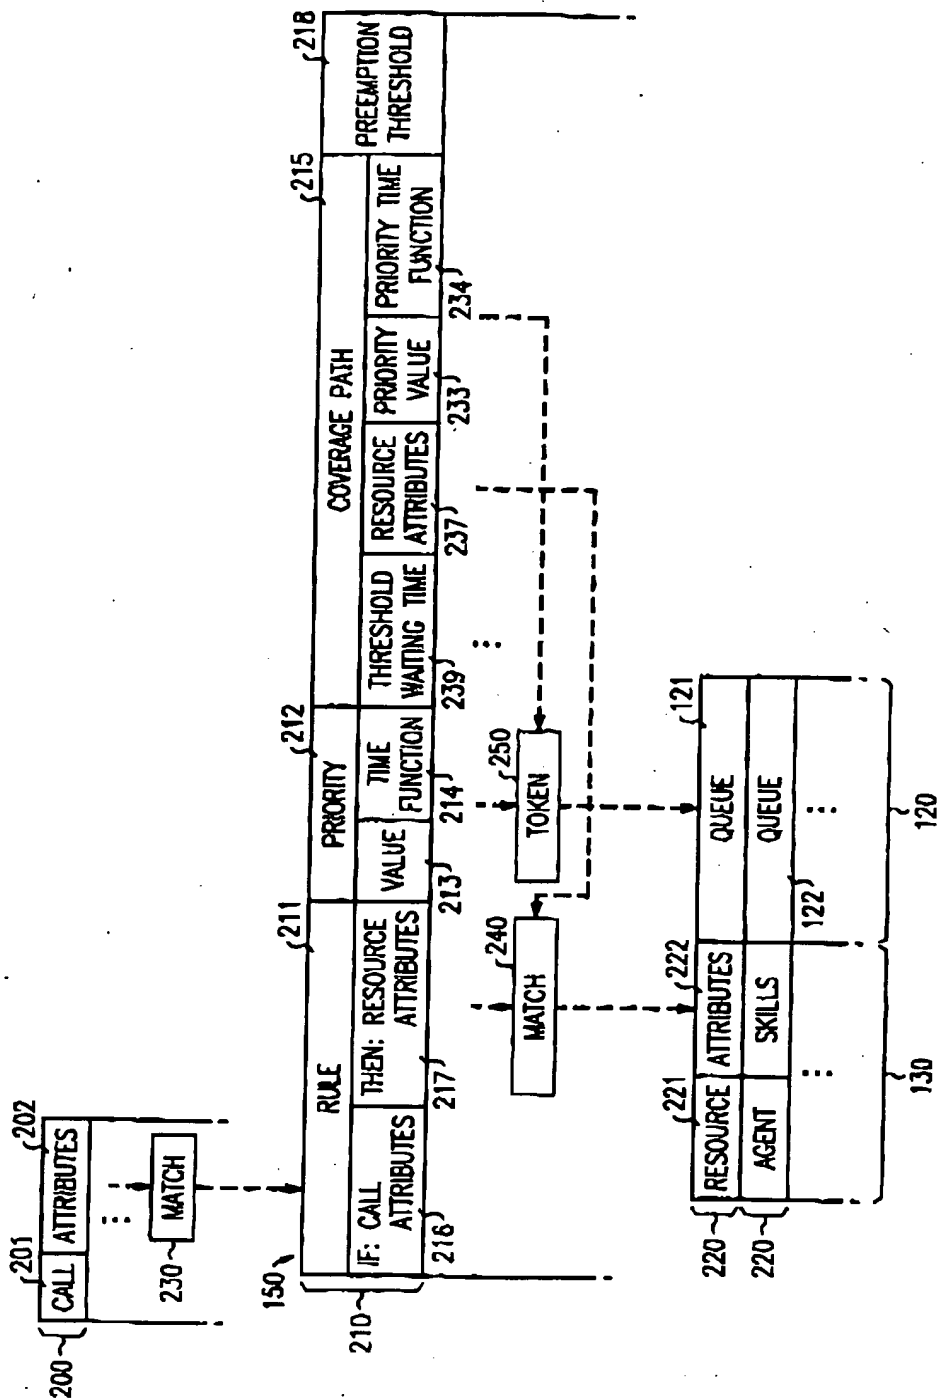 200
201
202
CALL
ATTRIBUTES
MATCH
230
150
210
211
212
215
218
RULE
PRIORITY
COVERAGE PATH
PREEMPTION
THRESHOLD
IF: CALL
ATTRIBUTES
THEN: RESOURCE
ATTRIBUTES
VALUE
TIME
FUNCTION
THRESHOLD
WAITING TIME
RESOURCE
ATTRIBUTES
PRIORITY
VALUE
PRIORITY TIME
FUNCTION
216
217
213
214
239
237
233
234
240
MATCH
250
TOKEN
221
222
121
220
RESOURCE
ATTRIBUTES
QUEUE
220
AGENT
SKILLS
QUEUE
122
130
120